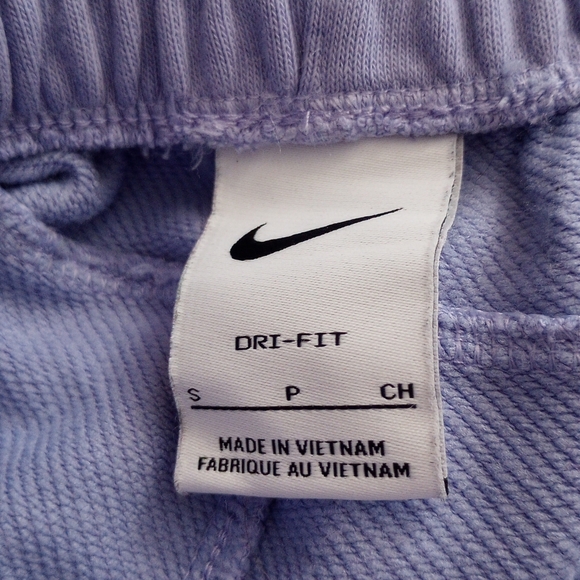 DRI-FIT
S P CH
MADE IN VIETNAM
FABRIQUE AU VIETNAM